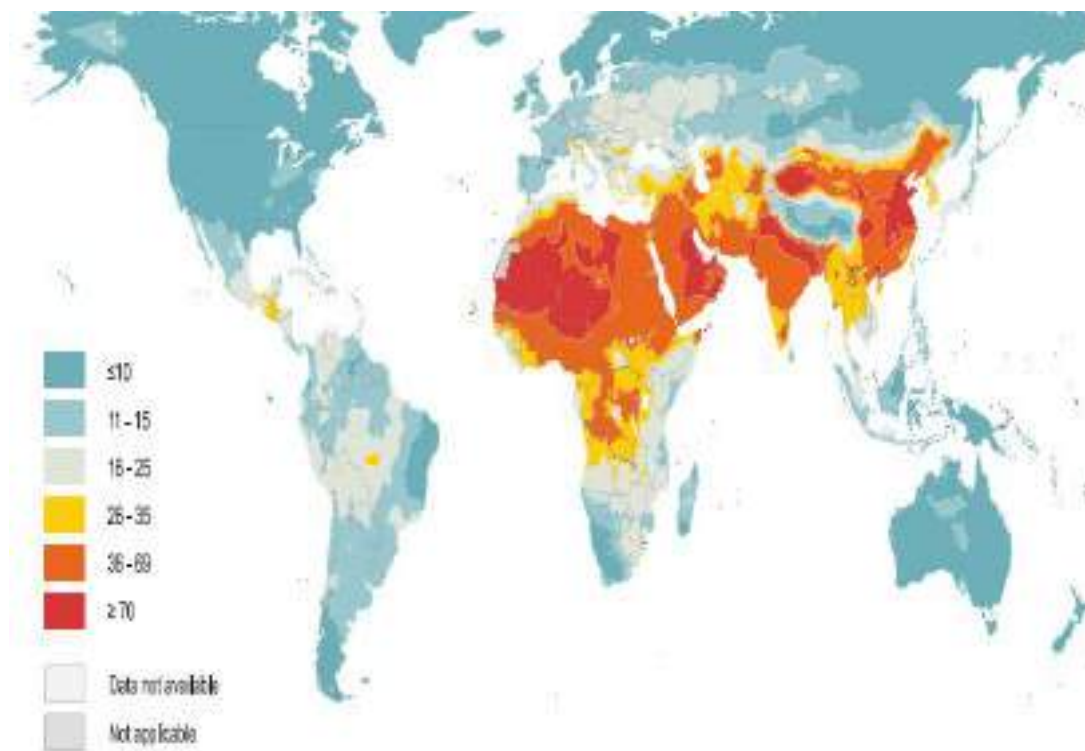 ≤10
11 – 15
16 – 25
26 – 35
36 – 69
≥ 70
Data not available
Not applicable